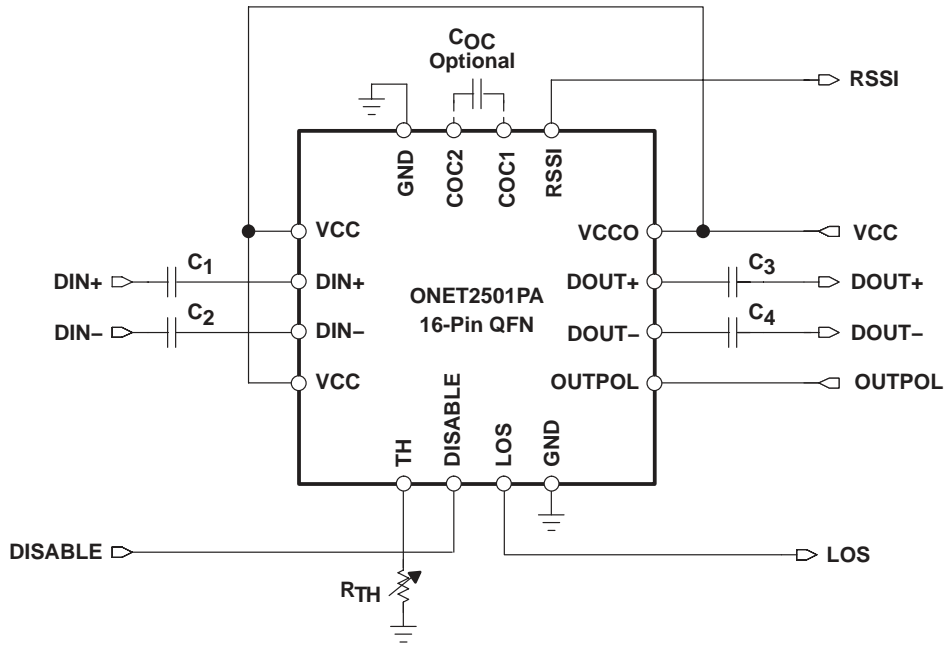 COC
Optional
RSSI
GND
COC2
COC1
RSSI
VCC
VCCO
VCC
DIN+
C1
DIN+
DOUT+
C3
DOUT+
ONET2501PA
16-Pin QFN
DIN–
C2
DIN–
DOUT–
C4
DOUT–
VCC
OUTPOL
OUTPOL
TH
DISABLE
LOS
GND
DISABLE
LOS
RTH